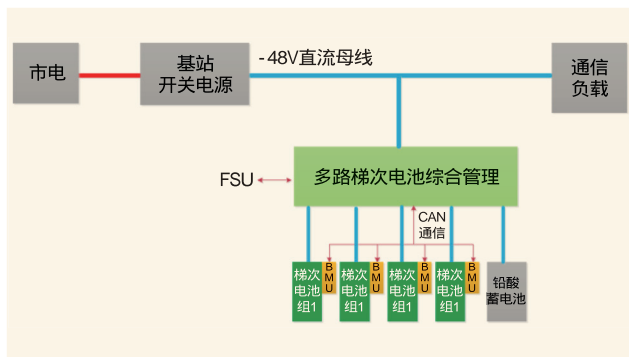 市电
基站
开关电源
-48V直流母线
通信
负载
FSU
多路梯次电池综合管理
CAN
通信
梯次
电池
组1
BMU
梯次
电池
组1
BMU
梯次
电池
组1
BMU
梯次
电池
组1
BMU
铅酸
蓄电池